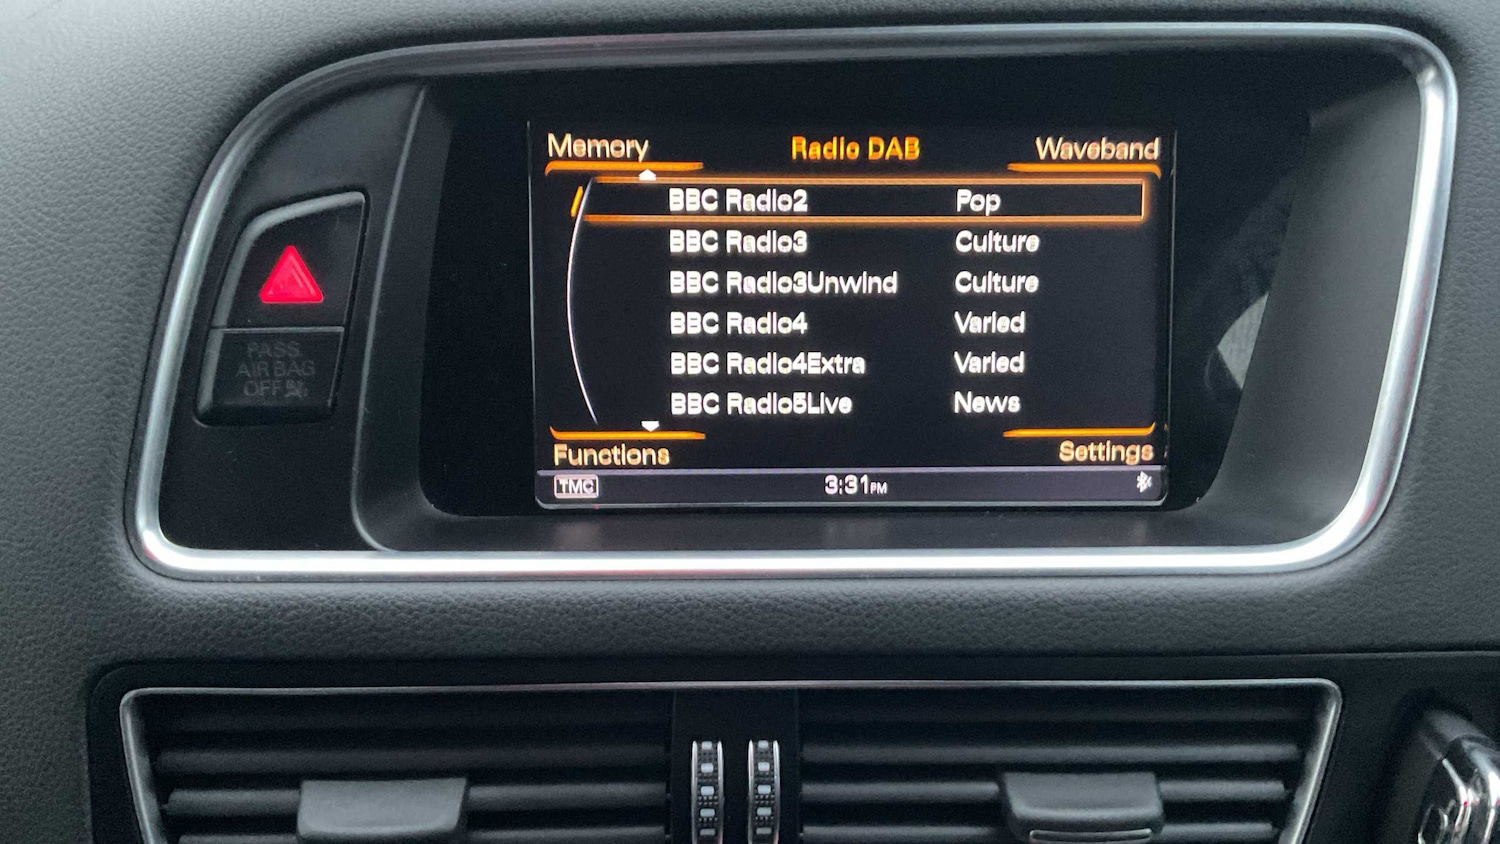 Memory Radio DAB Waveband
BBC Radio2 Pop
BBC Radio3 Culture
BBC Radio3Unwind Culture
BBC Radio4 Varied
BBC Radio4Extra Varied
BBC Radio5Live News
Functions Settings
TMC 3:31PM
PASS
AIR BAG
OFF